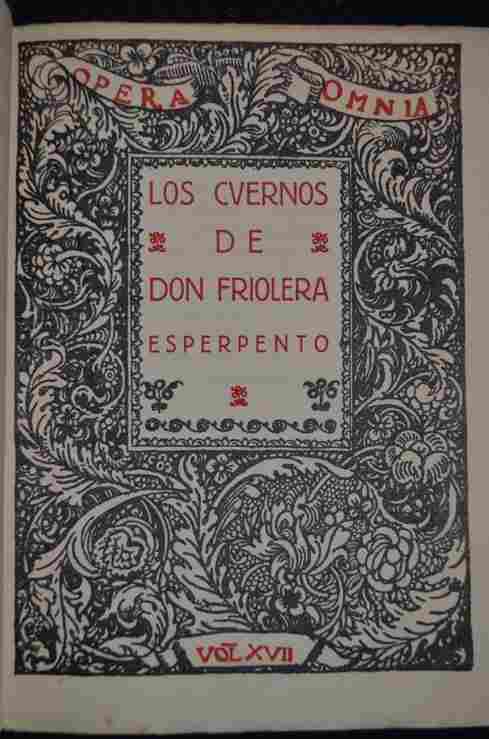 OPERA OMNIA
LOS CVERNOS
DE
DON FRIOLERA
ESPERPENTO
VOL XVII